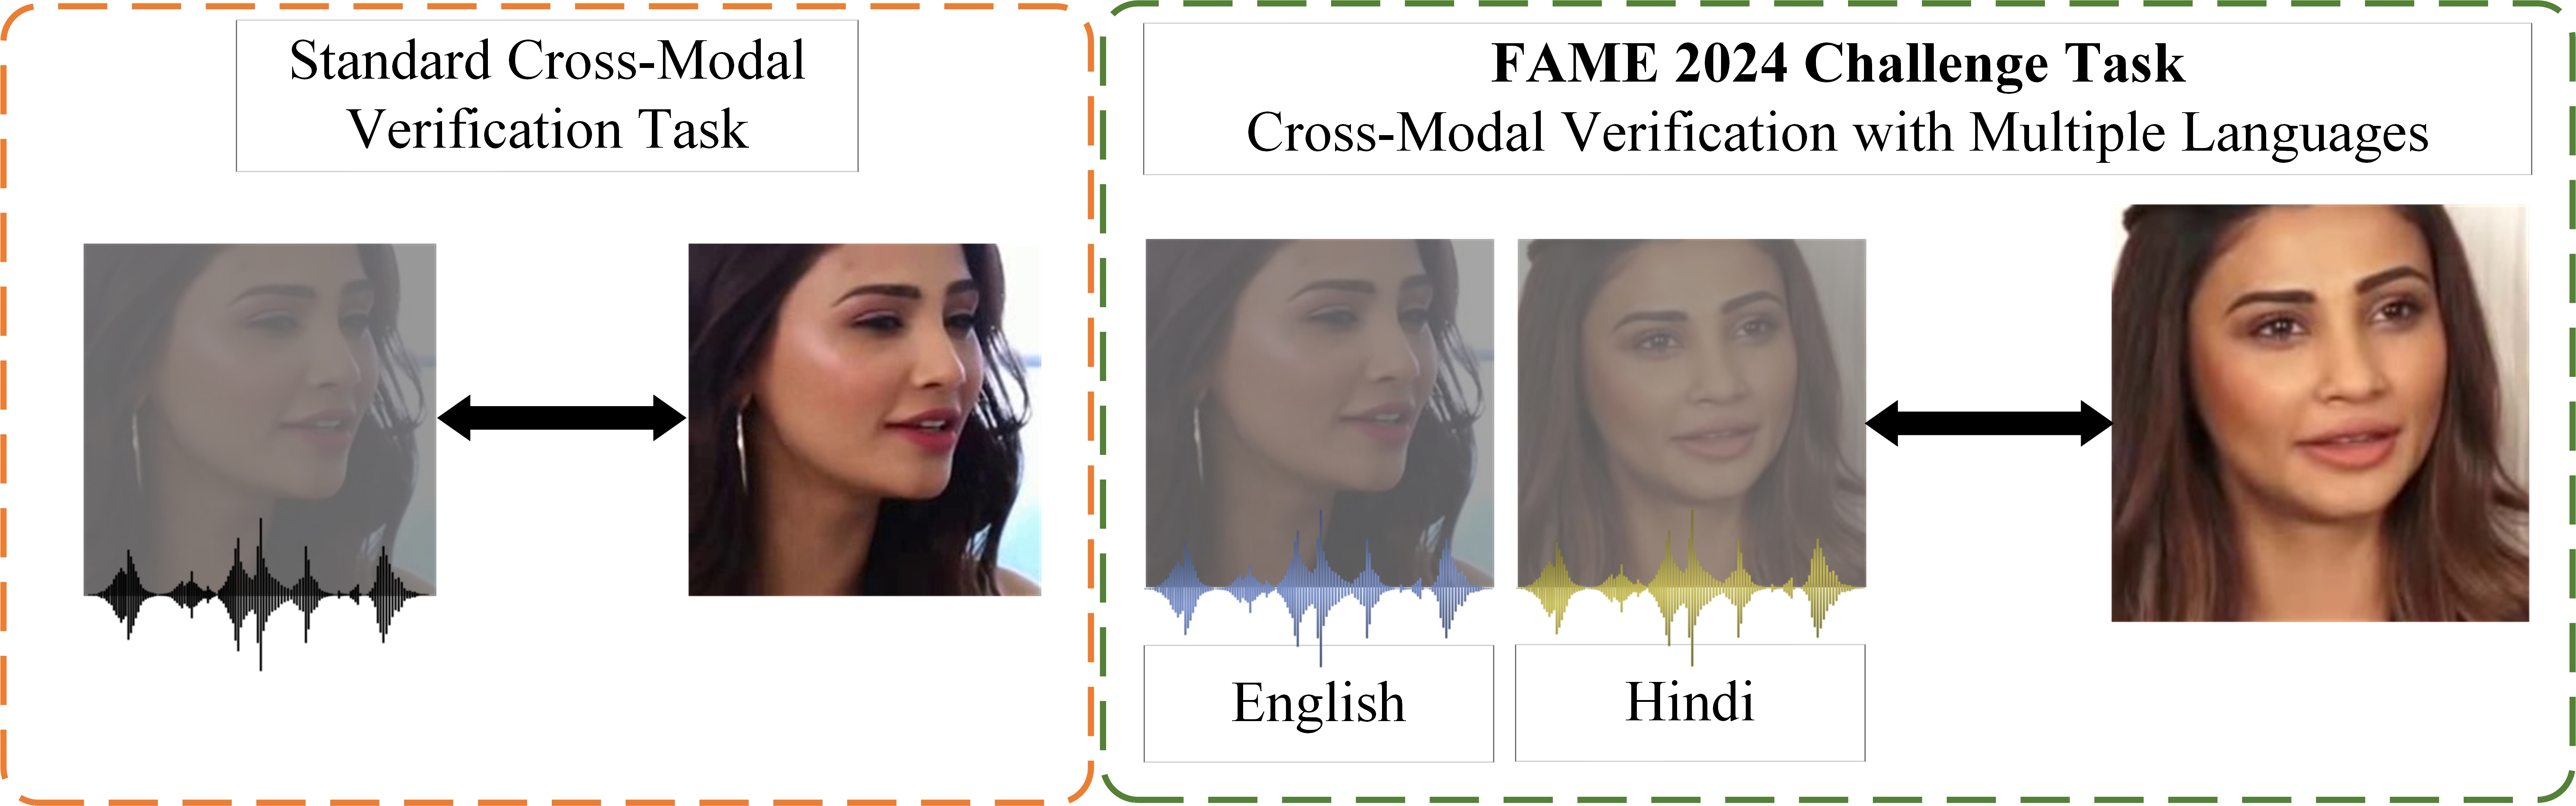 Standard Cross-Modal
Verification Task
FAME 2024 Challenge Task
Cross-Modal Verification with Multiple Languages
English
Hindi